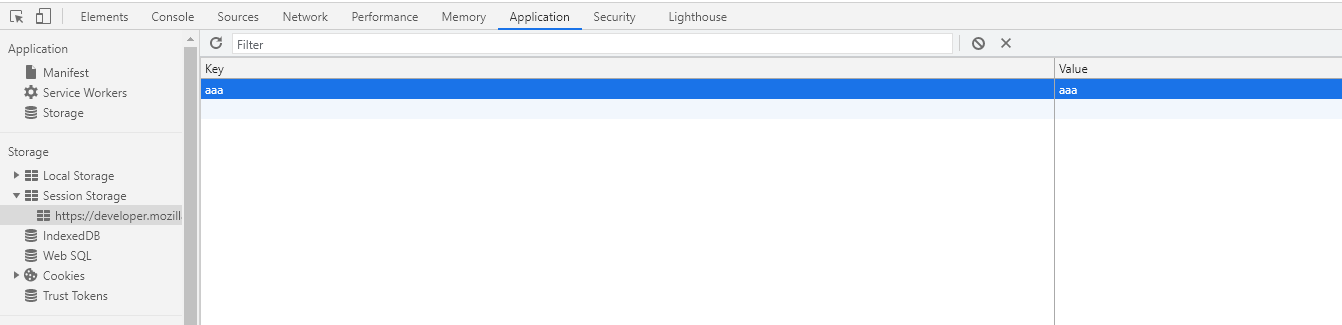 Elements Console Sources Network Performance Memory Application Security Lighthouse
Application
Manifest
Service Workers
Storage
Storage
Local Storage
Session Storage
https://developer.mozill
IndexedDB
Web SQL
Cookies
Trust Tokens
Filter
Key Value
aaa aaa